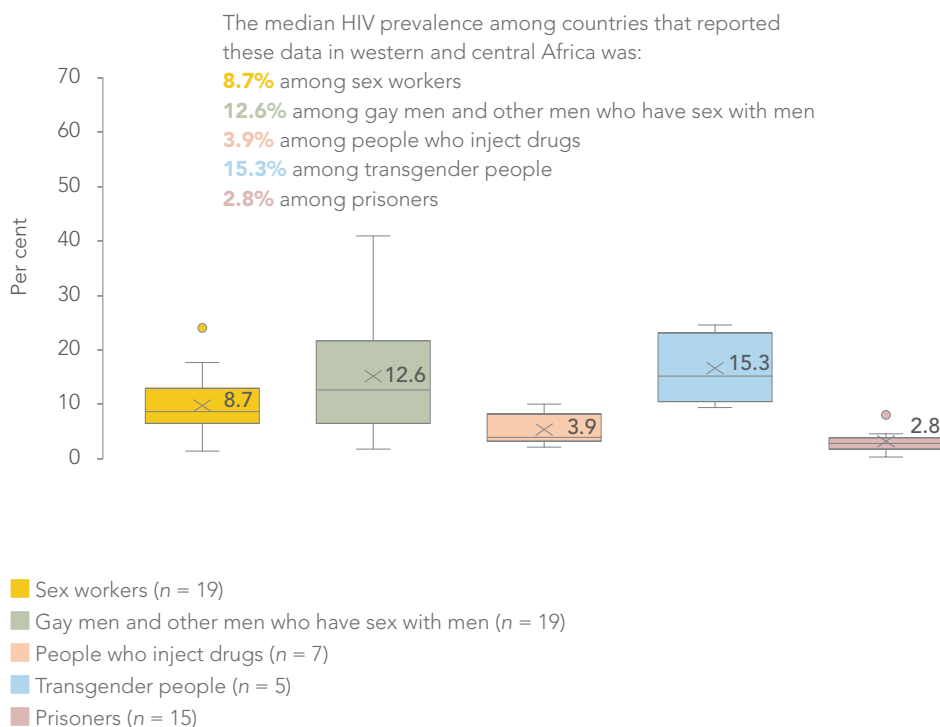 The median HIV prevalence among countries that reported
these data in western and central Africa was:
8.7% among sex workers
12.6% among gay men and other men who have sex with men
3.9% among people who inject drugs
15.3% among transgender people
2.8% among prisoners
Per cent
70
60
50
40
30
20
10
0
8.7
12.6
3.9
15.3
2.8
Sex workers (n = 19)
Gay men and other men who have sex with men (n = 19)
People who inject drugs (n = 7)
Transgender people (n = 5)
Prisoners (n = 15)